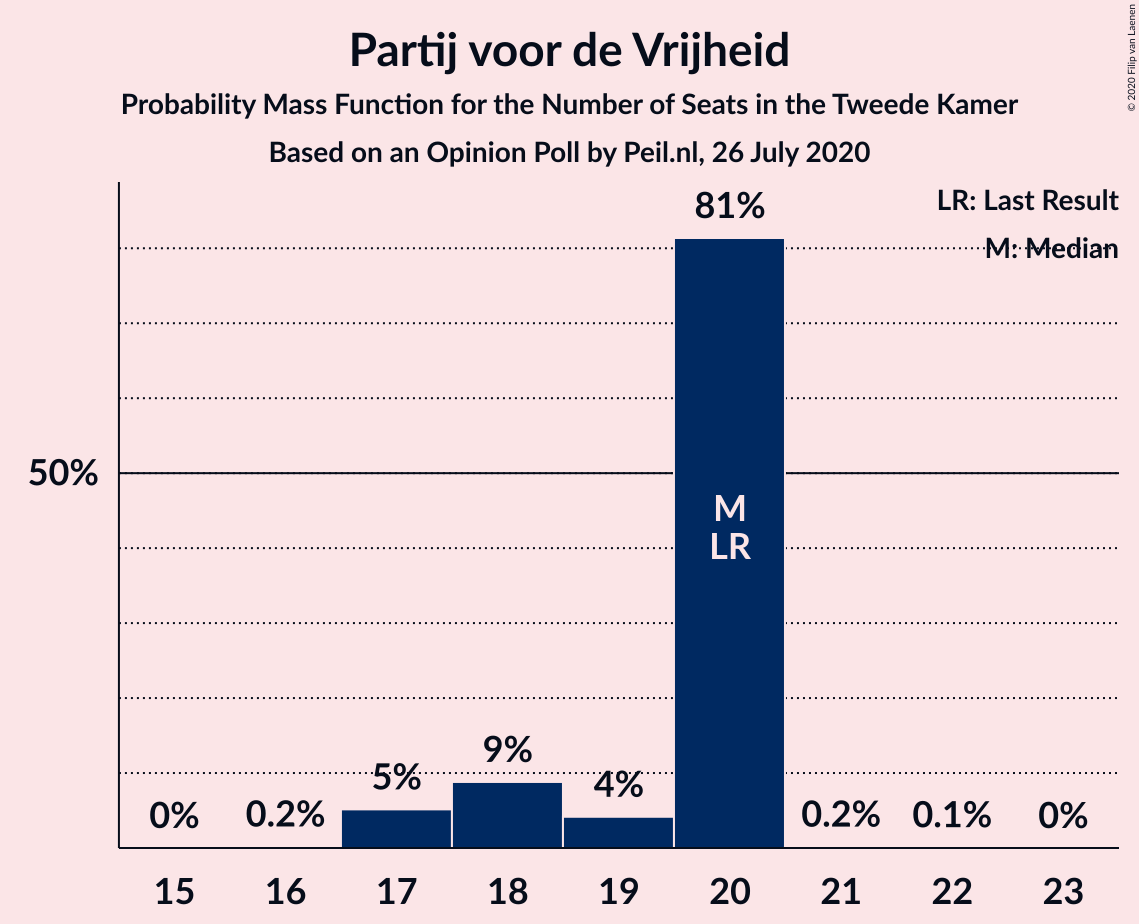 Partij voor de Vrijheid
Probability Mass Function for the Number of Seats in the Tweede Kamer
Based on an Opinion Poll by Peil.nl, 26 July 2020
© 2020 Filip van Laenen
LR: Last Result
M: Median
81%
50%
M
LR
0%
0.2%
5%
9%
4%
0.2%
0.1%
0%
15 16 17 18 19 20 21 22 23